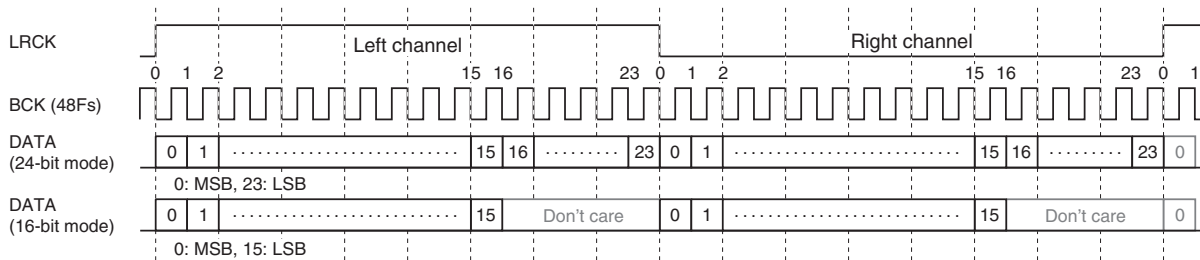 LRCK
Left channel
Right channel
0 1 2 15 16 23 0 1 2 15 16 23 0 1
BCK (48Fs)
DATA
(24-bit mode)
0 1 15 16 23 0 1 15 16 23 0
0: MSB, 23: LSB
DATA
(16-bit mode)
0 1 15 Don't care 0 1 15 Don't care 0
0: MSB, 15: LSB